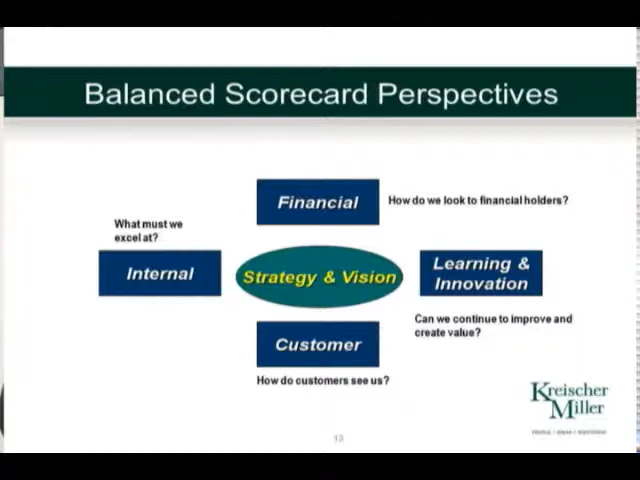 Balanced Scorecard Perspectives
Financial
How do we look to financial holders?
What must we
excel at?
Internal
Strategy & Vision
Learning &
Innovation
Can we continue to improve and
create value?
Customer
How do customers see us?
Kreischer
Miller
13